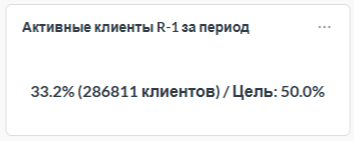 Активные клиенты R-1 за период
33.2% (286811 клиентов) / Цель: 50.0%